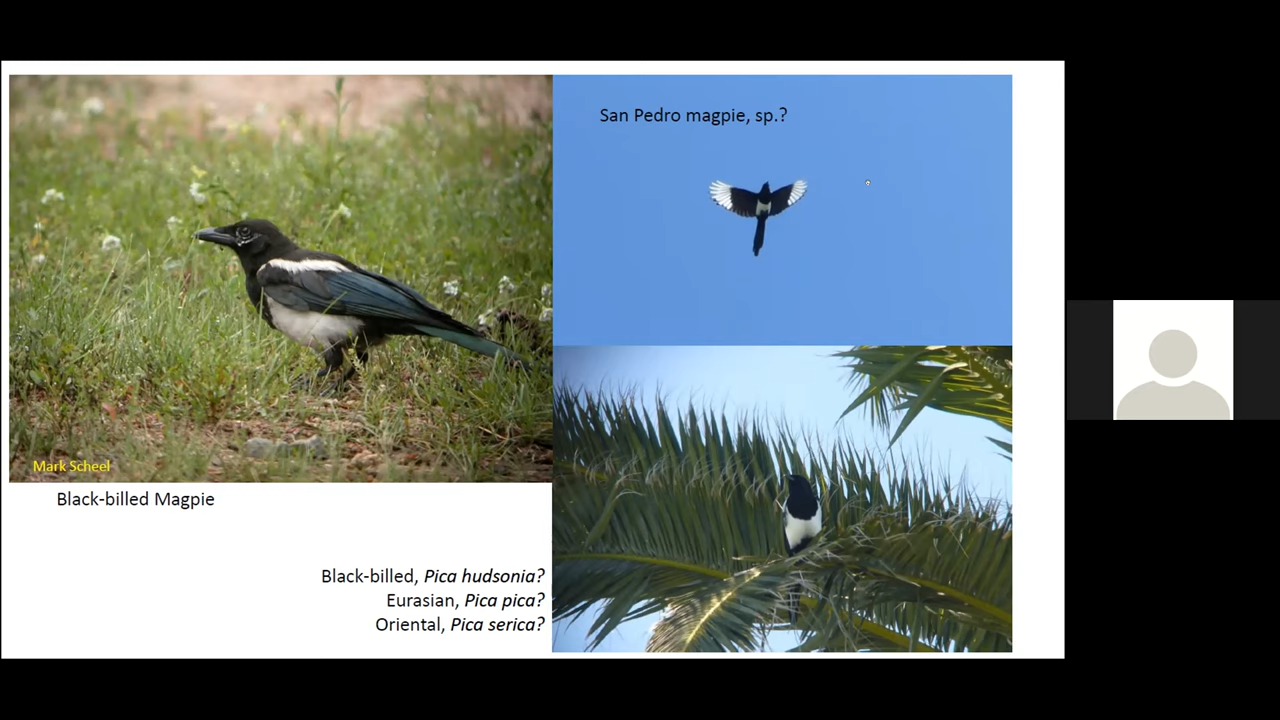 San Pedro magpie, sp.?
Mark Scheel
Black-billed Magpie
Black-billed, Pica hudsonia?
Eurasian, Pica pica?
Oriental, Pica serica?